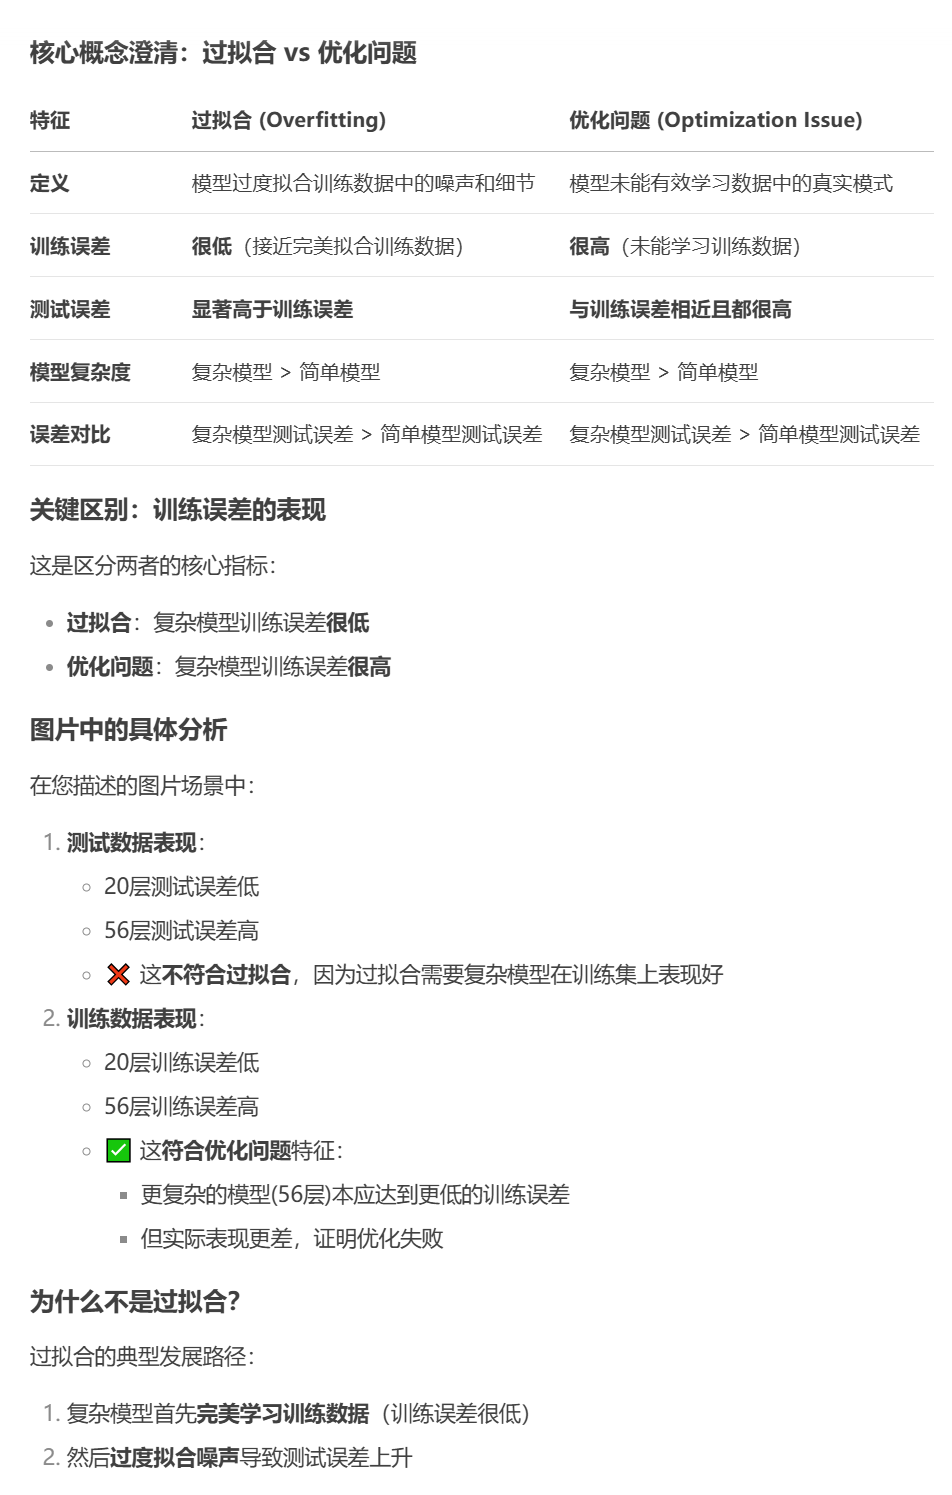 核心概念澄清：过拟合 vs 优化问题
特征 过拟合 (Overfitting) 优化问题 (Optimization Issue)
定义 模型过度拟合训练数据中的噪声和细节 模型未能有效学习数据中的真实模式
训练误差 很低（接近完美拟合训练数据） 很高（未能学习训练数据）
测试误差 显著高于训练误差 与训练误差相近且都很高
模型复杂度 复杂模型 > 简单模型 复杂模型 > 简单模型
误差对比 复杂模型测试误差 > 简单模型测试误差 复杂模型测试误差 > 简单模型测试误差
关键区别：训练误差的表现
这是区分两者的核心指标：
• 过拟合：复杂模型训练误差很低
• 优化问题：复杂模型训练误差很高
图片中的具体分析
在您描述的图片场景中：
1. 测试数据表现：
◦ 20层测试误差低
◦ 56层测试误差高
◦ ❌ 这不符合过拟合，因为过拟合需要复杂模型在训练集上表现好
2. 训练数据表现：
◦ 20层训练误差低
◦ 56层训练误差高
◦ ✅ 这符合优化问题特征：
▪ 更复杂的模型(56层)本应达到更低的训练误差
▪ 但实际表现更差，证明优化失败
为什么不是过拟合？
过拟合的典型发展路径：
1. 复杂模型首先完美学习训练数据（训练误差很低）
2. 然后过度拟合噪声导致测试误差上升